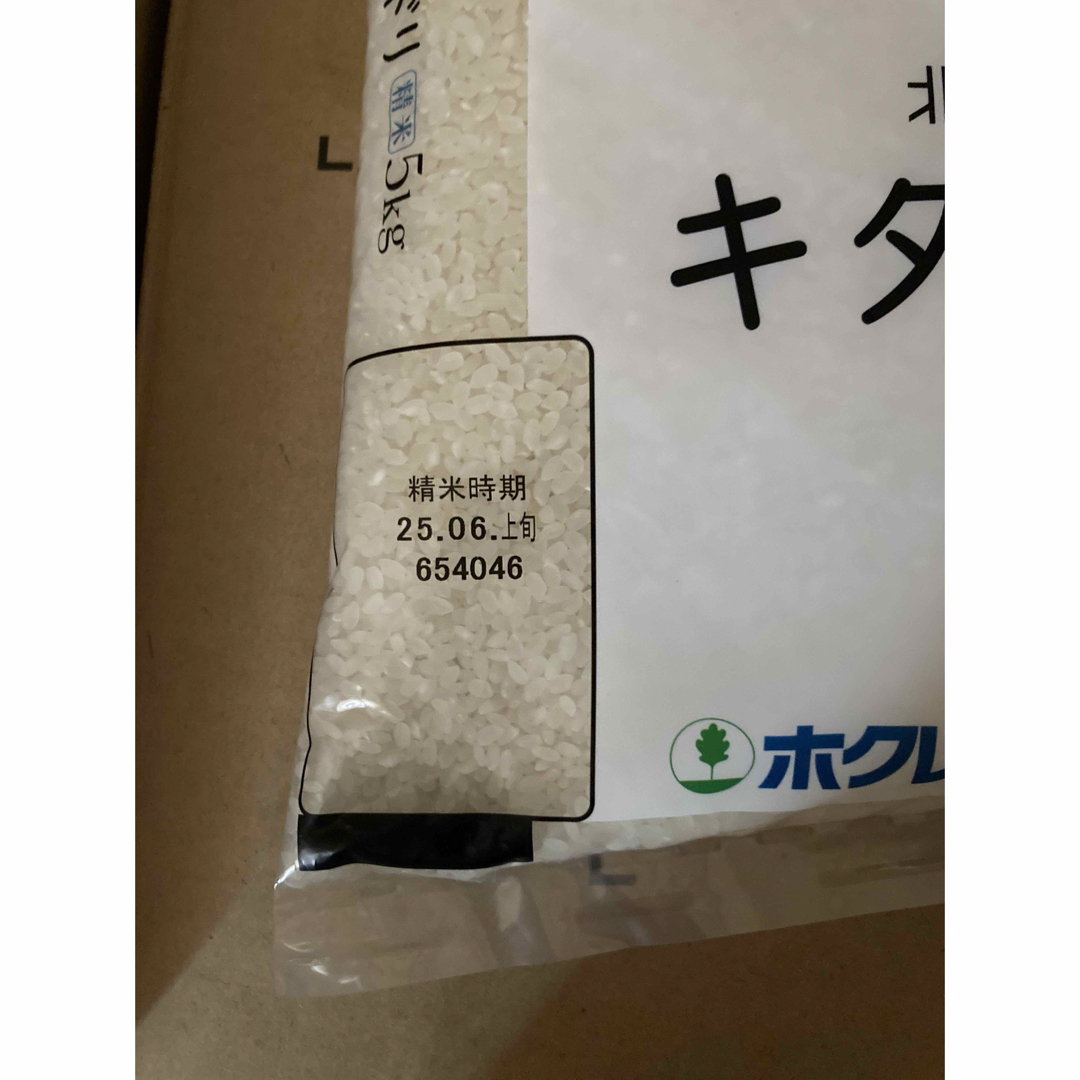 精米 5kg
キタ
精米時期
25.06.上旬
654046
ホクレ